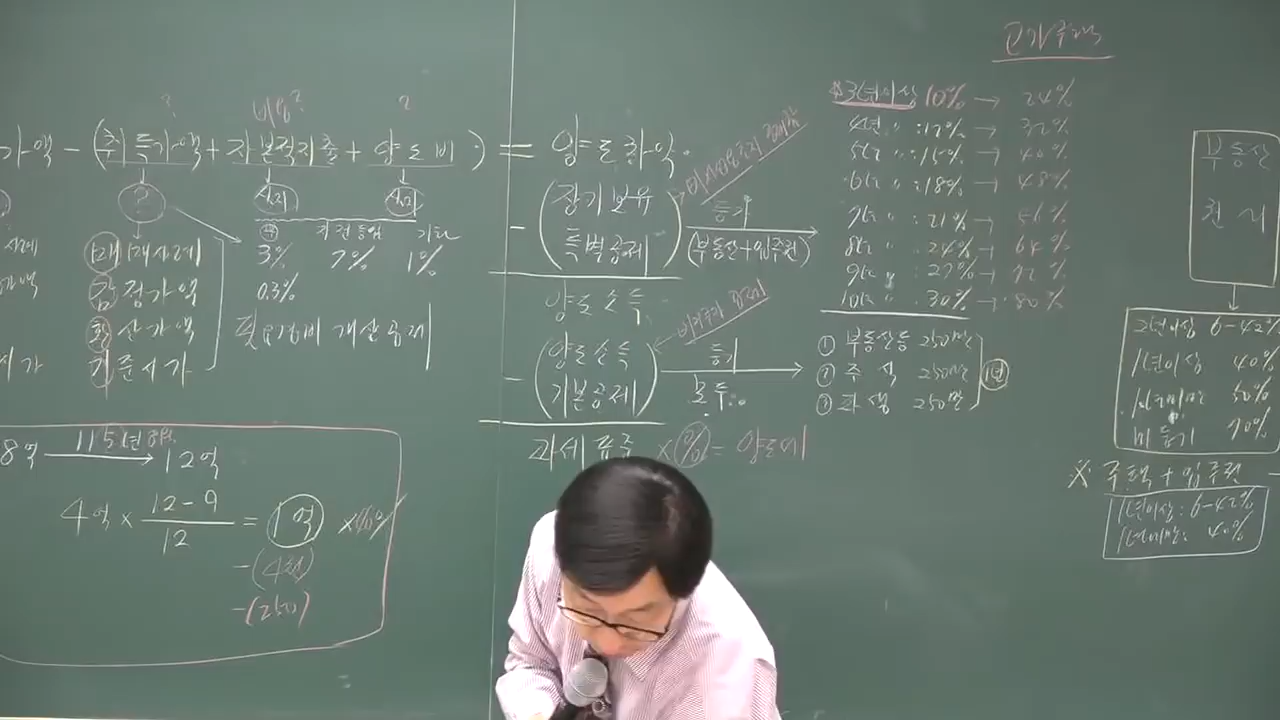 가액 - (취득가액 + 자본적지출 + 양도비) = 양도차익
비용?
?
2
매매사례
감정가액
환산가액
기준시가
실제
3% 7% 1%
0.3%
필요경비 개산공제
시가
8억 → 12억
4억 × 12-9 / 12 = 1억 × %
-(4천)
-(250)
- (장기보유 특별공제)
등기
(부동산+입주권)
양도소득
- (양도소득 기본공제)
등기
과세표준 × (%) = 양도세
고가주택
3년이상 10% → 24%
4년 〃 : 12% → 32%
5년 〃 : 15% → 40%
6년 〃 : 18% → 48%
7년 〃 : 21% → 56%
8년 〃 : 24% → 64%
9년 〃 : 27% → 72%
10년 〃 : 30% → 80%
① 부동산등 250만
② 주식 250만
③ 파생 250만
1년
부동산
2년이상 6-42%
1년이상 40%
1년미만 50%
미등기 70%
※ 주택 + 입주권
1년이상 : 6-42%
1년미만 : 40%